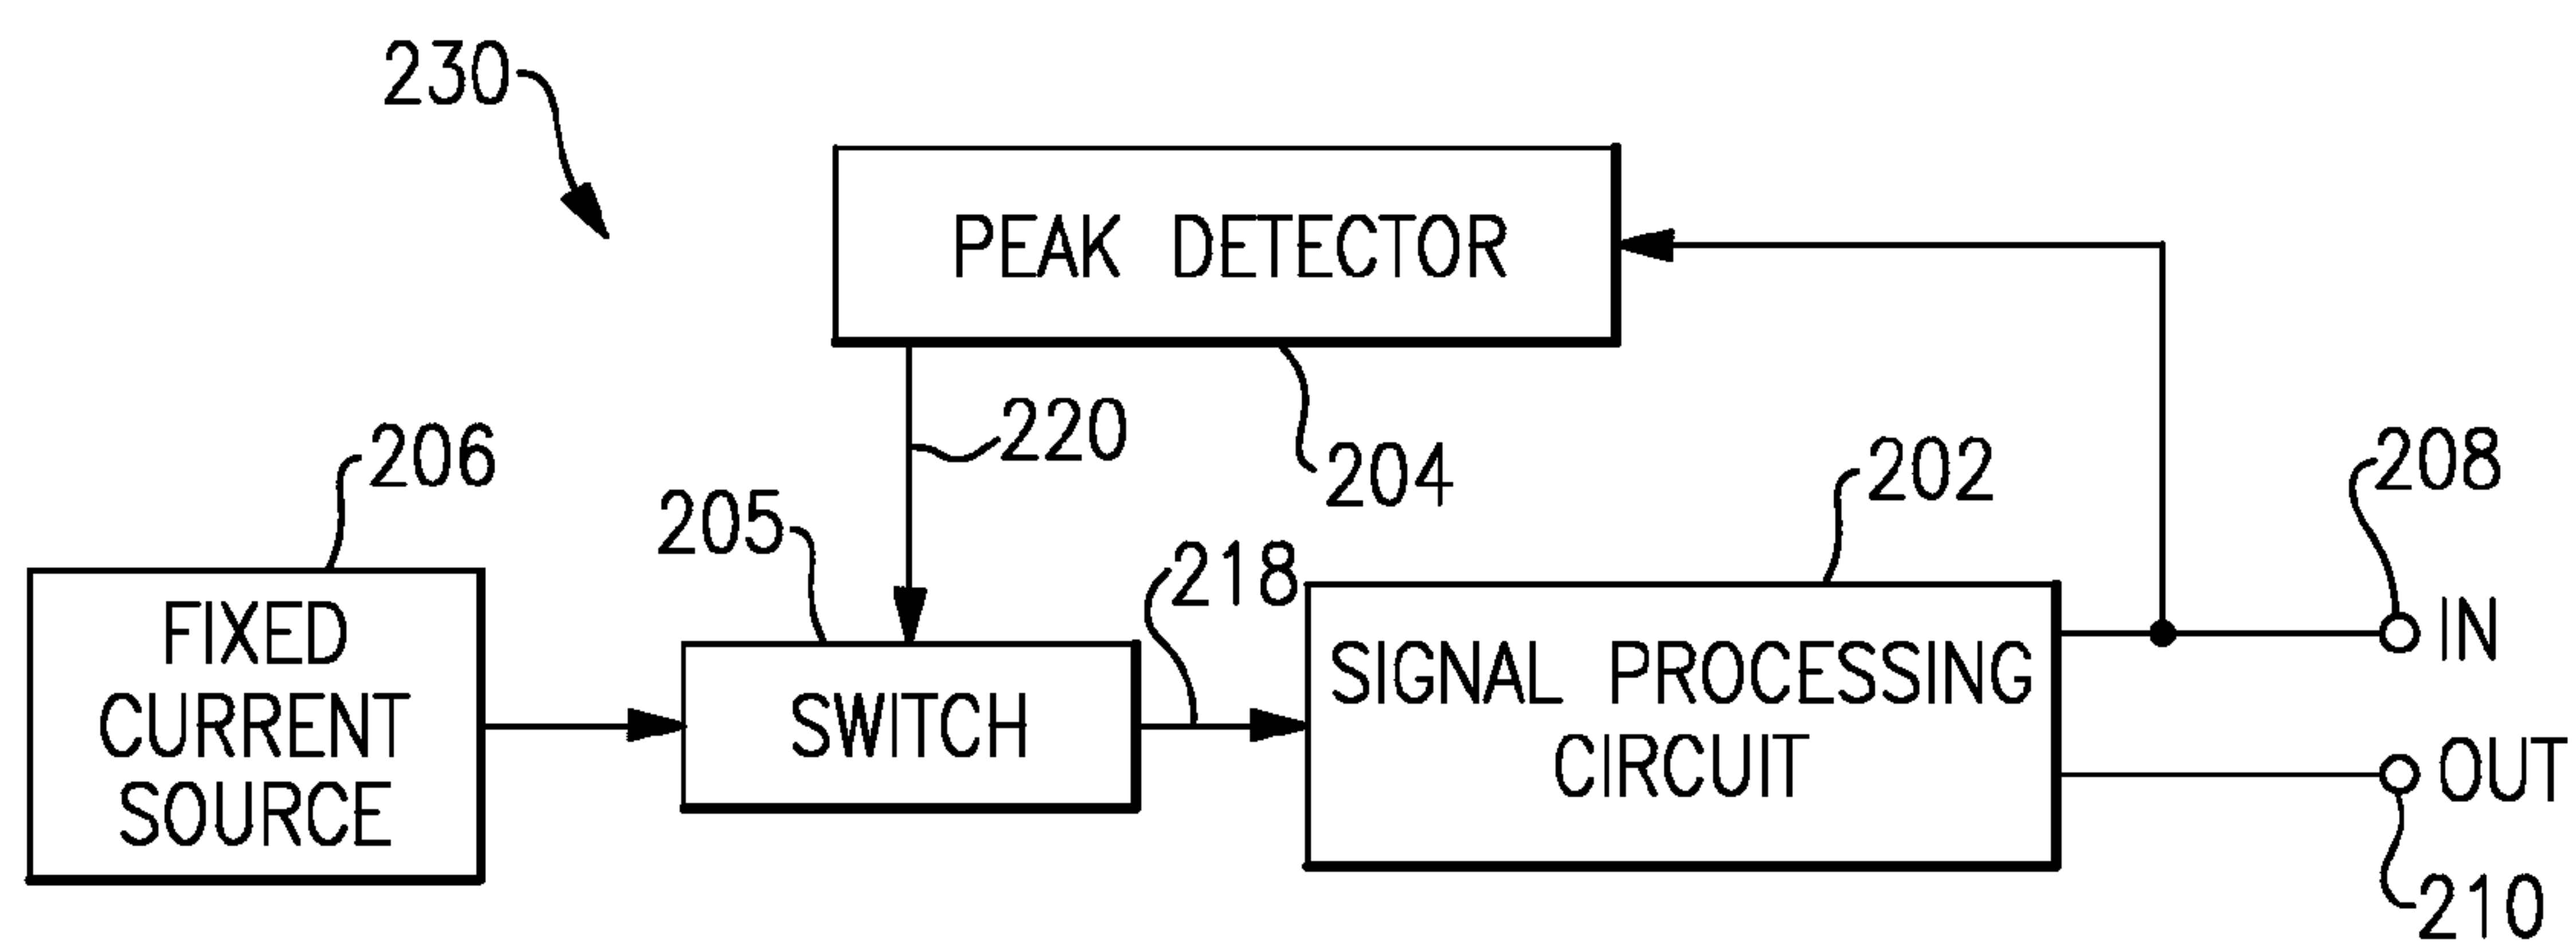 230
PEAK DETECTOR
220
204
206
205
218
202
208
FIXED
CURRENT
SOURCE
SWITCH
SIGNAL PROCESSING
CIRCUIT
IN
OUT
210